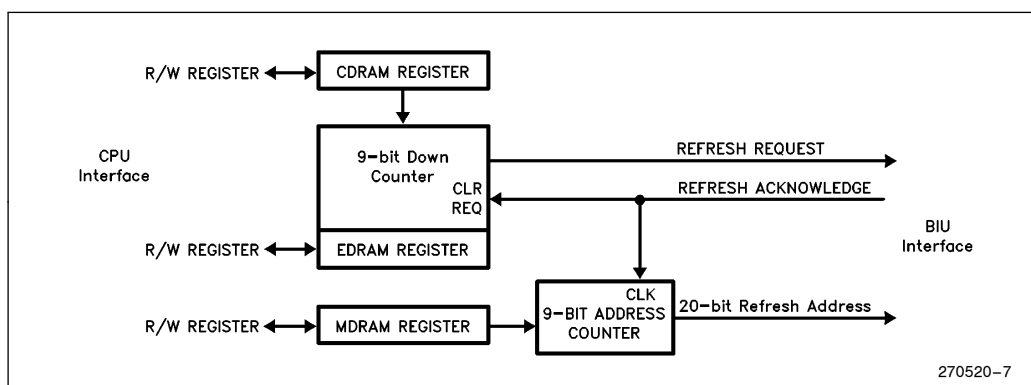 R/W REGISTER
CDRAM REGISTER
CPU
Interface
9-bit Down
Counter
CLR
REQ
REFRESH REQUEST
REFRESH ACKNOWLEDGE
BIU
Interface
R/W REGISTER
EDRAM REGISTER
R/W REGISTER
MDRAM REGISTER
CLK
9-BIT ADDRESS
COUNTER
20-bit Refresh Address
270520-7